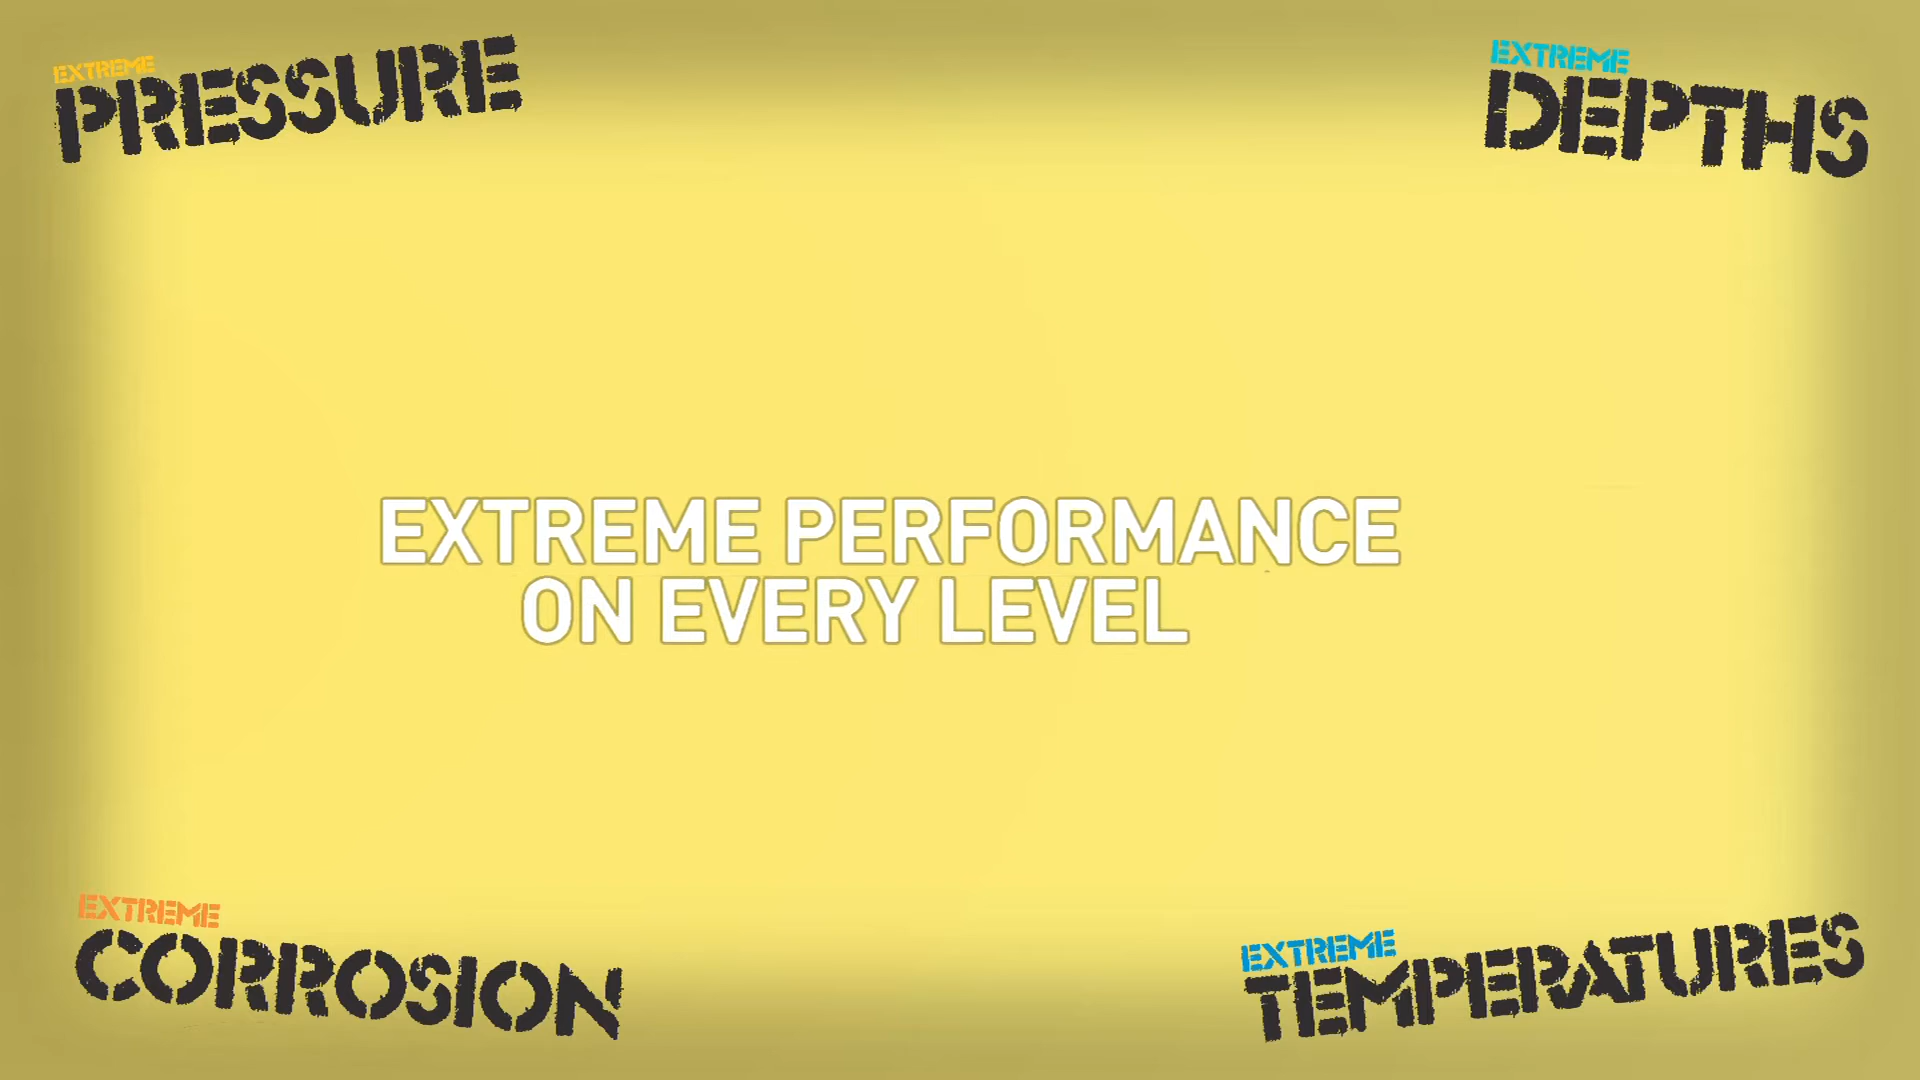 EXTREME
PRESSURE
EXTREME
DEPTHS
EXTREME PERFORMANCE
ON EVERY LEVEL
EXTREME
CORROSION
EXTREME
TEMPERATURES